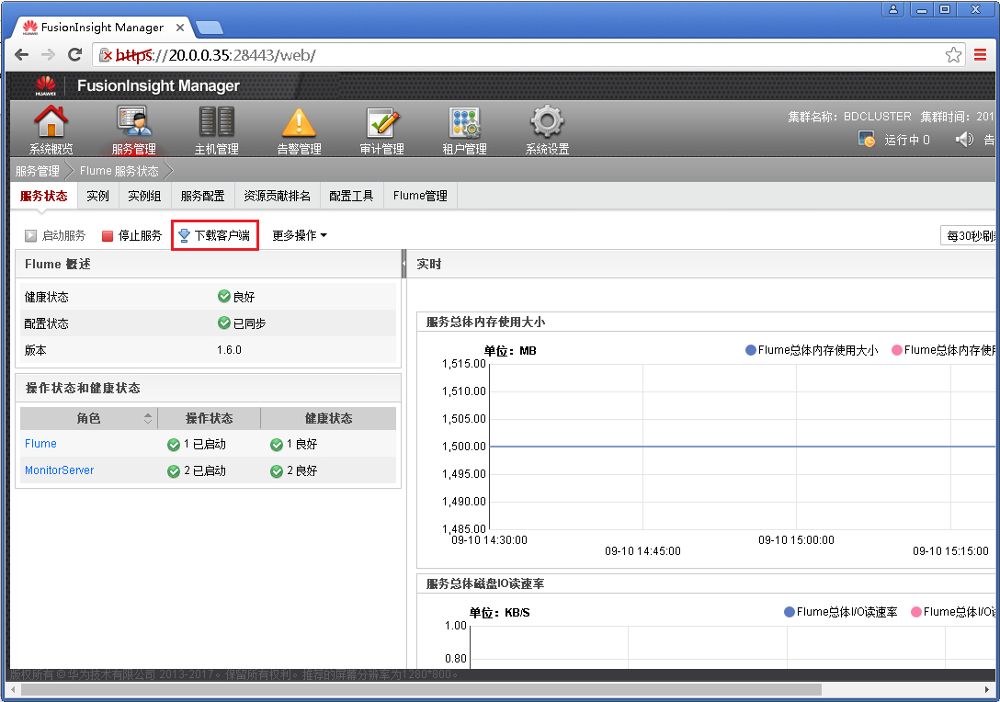 FusionInsight Manager
https://20.0.0.35:28443/web/
HUAWEI FusionInsight Manager
系统概览 服务管理 主机管理 告警管理 审计管理 租户管理 系统设置
集群名称：BDCLUSTER 集群时间：201
运行中 0 告
服务管理 Flume 服务状态
服务状态 实例 实例组 服务配置 资源贡献排名 配置工具 Flume管理
启动服务 停止服务 下载客户端 更多操作 每30秒刷
Flume 概述
健康状态 良好
配置状态 已同步
版本 1.6.0
操作状态和健康状态
角色 操作状态 健康状态
Flume 1 已启动 1 良好
MonitorServer 2 已启动 2 良好
实时
服务总体内存使用大小
单位：MB Flume总体内存使用大小 Flume总体内存使用
1,515.00
1,510.00
1,505.00
1,500.00
1,495.00
1,490.00
1,485.00
09-10 14:30:00 09-10 14:45:00 09-10 15:00:00 09-10 15:15:00
服务总体磁盘IO读速率
单位：KB/S Flume总体I/O读速率 Flume总体I/O
1.00
0.80
版权所有 © 华为技术有限公司 2013-2017。保留所有权利。推荐的屏幕分辨率为1280*800。